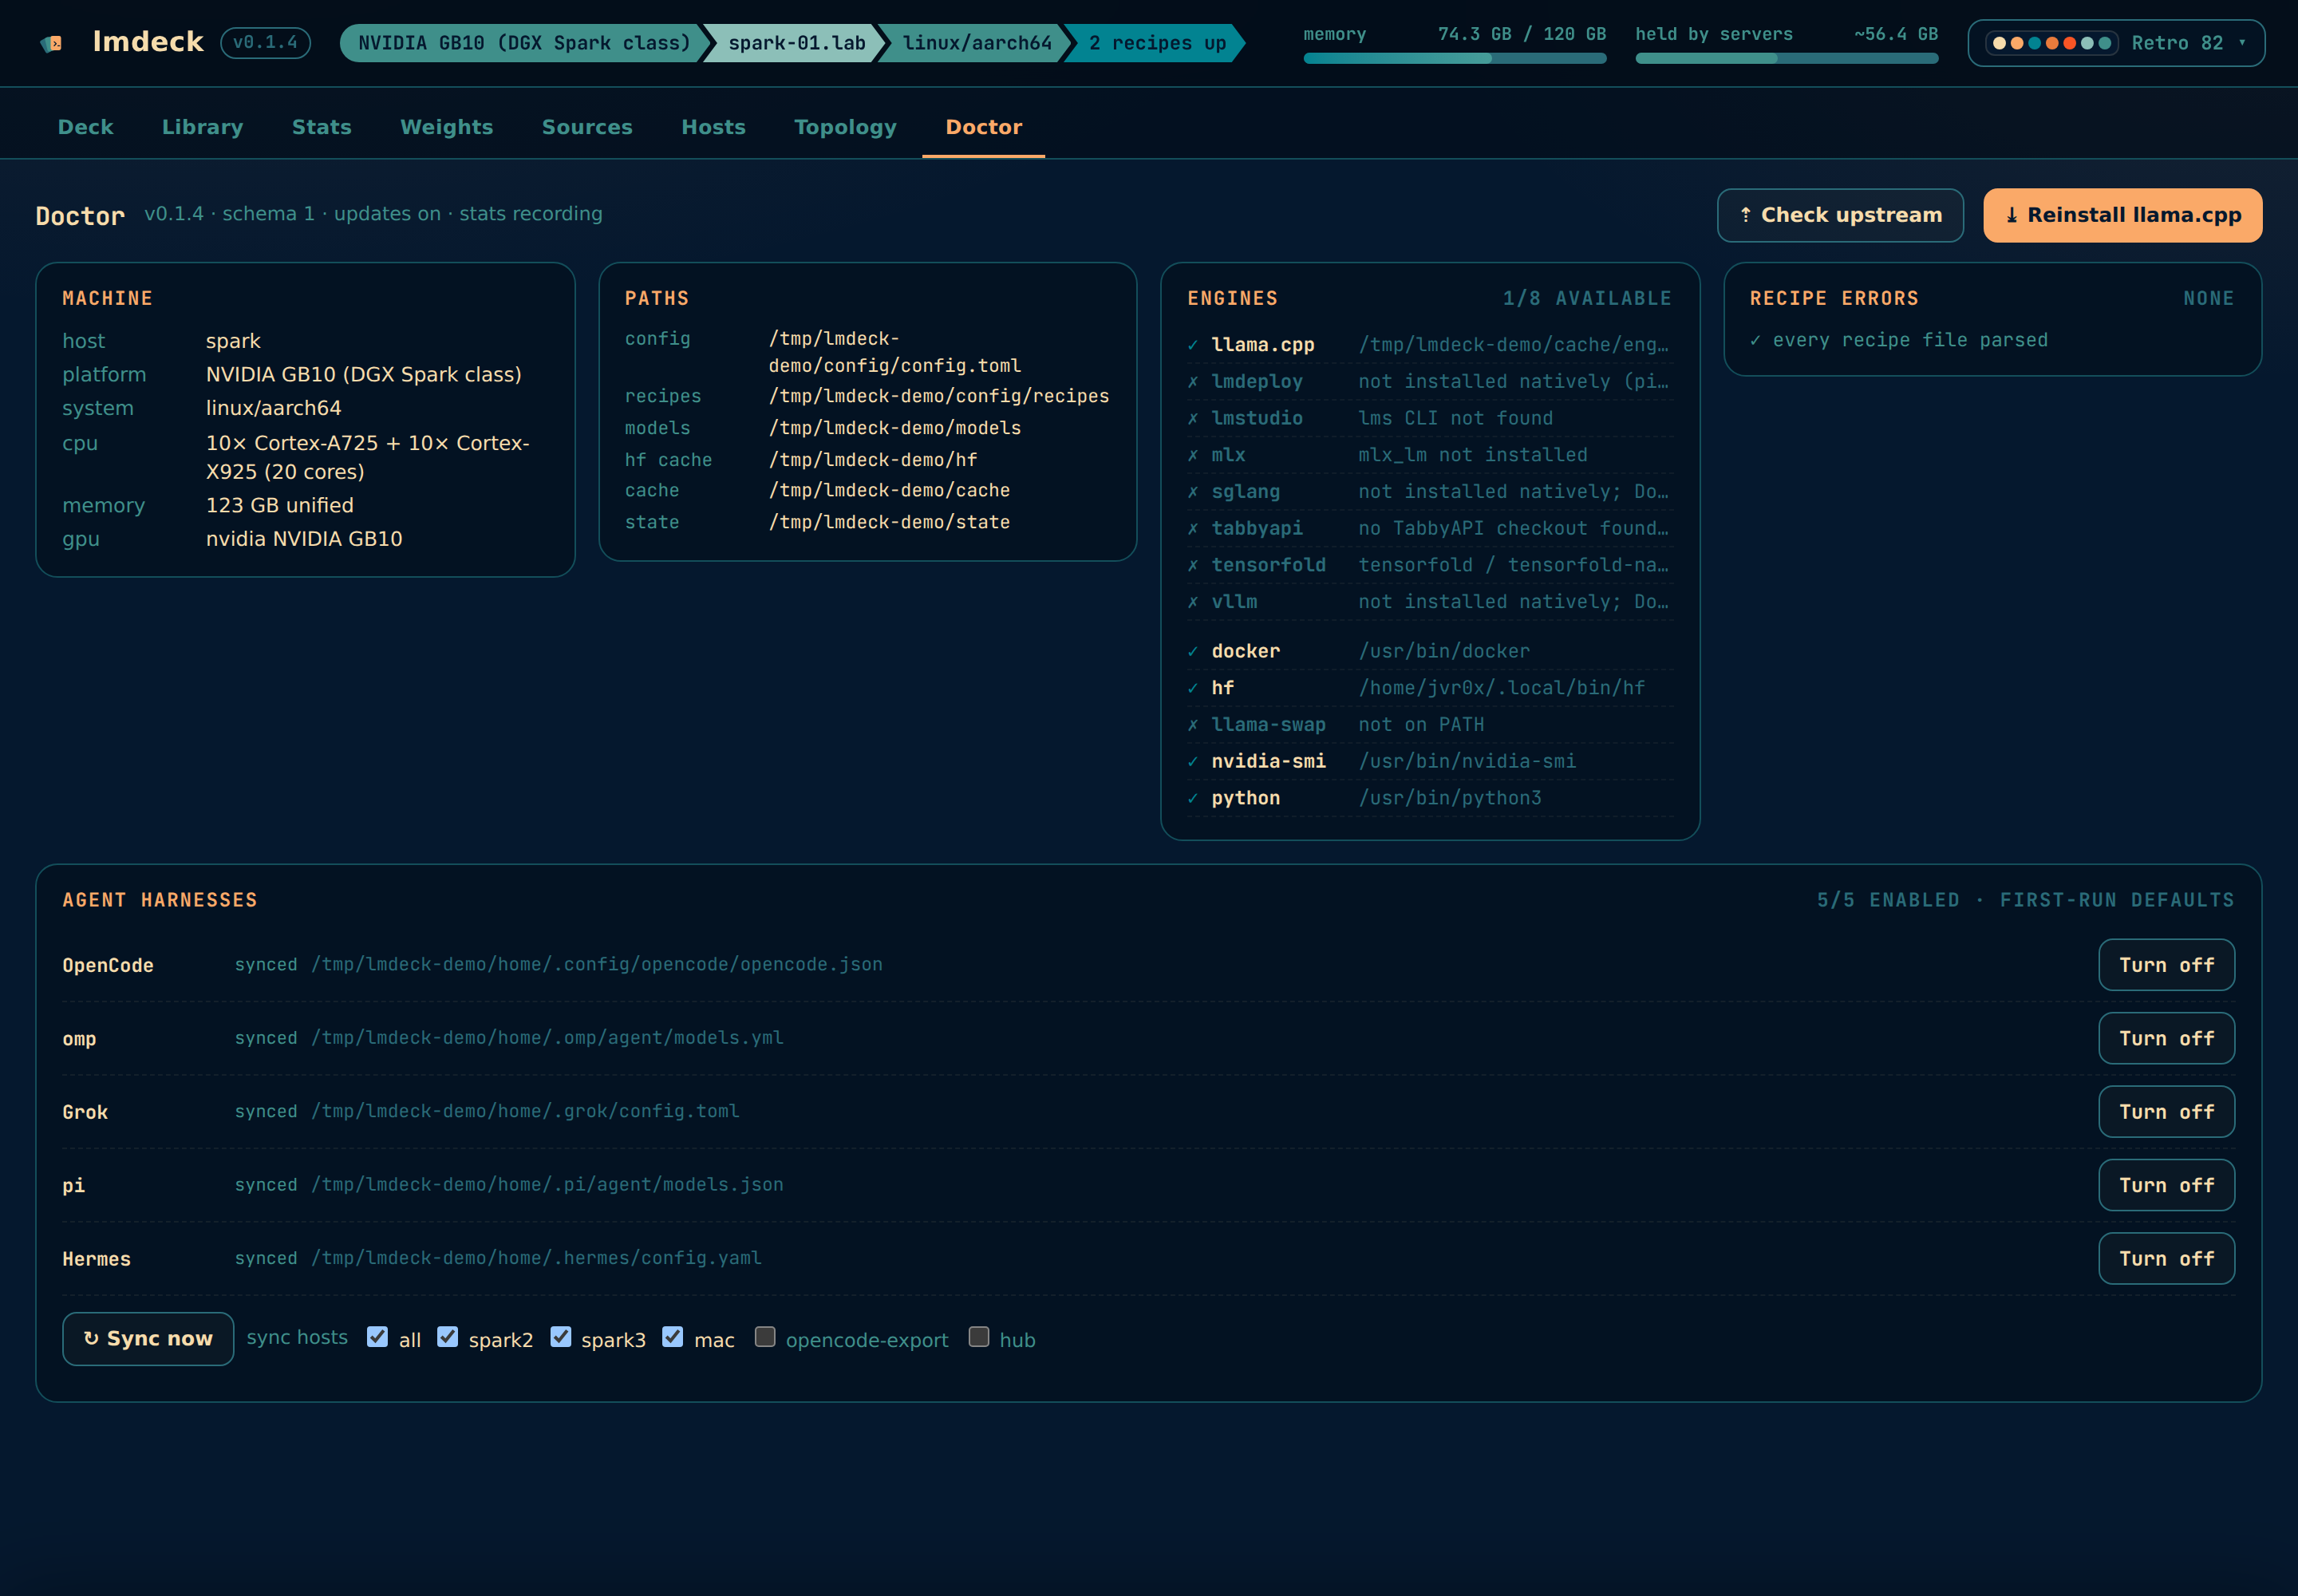 lmdeck v0.1.4 NVIDIA GB10 (DGX Spark class) spark-01.lab linux/aarch64 2 recipes up memory 74.3 GB / 120 GB held by servers ~56.4 GB Retro 82 ▾
Deck Library Stats Weights Sources Hosts Topology Doctor
Doctor v0.1.4 · schema 1 · updates on · stats recording
⇡ Check upstream
⤓ Reinstall llama.cpp
MACHINE
host spark
platform NVIDIA GB10 (DGX Spark class)
system linux/aarch64
cpu 10× Cortex-A725 + 10× Cortex-
X925 (20 cores)
memory 123 GB unified
gpu nvidia NVIDIA GB10
PATHS
config /tmp/lmdeck-
demo/config/config.toml
recipes /tmp/lmdeck-demo/config/recipes
models /tmp/lmdeck-demo/models
hf cache /tmp/lmdeck-demo/hf
cache /tmp/lmdeck-demo/cache
state /tmp/lmdeck-demo/state
ENGINES 1/8 AVAILABLE
✓ llama.cpp /tmp/lmdeck-demo/cache/eng…
✗ lmdeploy not installed natively (pi…
✗ lmstudio lms CLI not found
✗ mlx mlx_lm not installed
✗ sglang not installed natively; Do…
✗ tabbyapi no TabbyAPI checkout found…
✗ tensorfold tensorfold / tensorfold-na…
✗ vllm not installed natively; Do…
✓ docker /usr/bin/docker
✓ hf /home/jvr0x/.local/bin/hf
✗ llama-swap not on PATH
✓ nvidia-smi /usr/bin/nvidia-smi
✓ python /usr/bin/python3
RECIPE ERRORS NONE
✓ every recipe file parsed
AGENT HARNESSES 5/5 ENABLED · FIRST-RUN DEFAULTS
OpenCode synced /tmp/lmdeck-demo/home/.config/opencode/opencode.json Turn off
omp synced /tmp/lmdeck-demo/home/.omp/agent/models.yml Turn off
Grok synced /tmp/lmdeck-demo/home/.grok/config.toml Turn off
pi synced /tmp/lmdeck-demo/home/.pi/agent/models.json Turn off
Hermes synced /tmp/lmdeck-demo/home/.hermes/config.yaml Turn off
↻ Sync now sync hosts all spark2 spark3 mac opencode-export hub